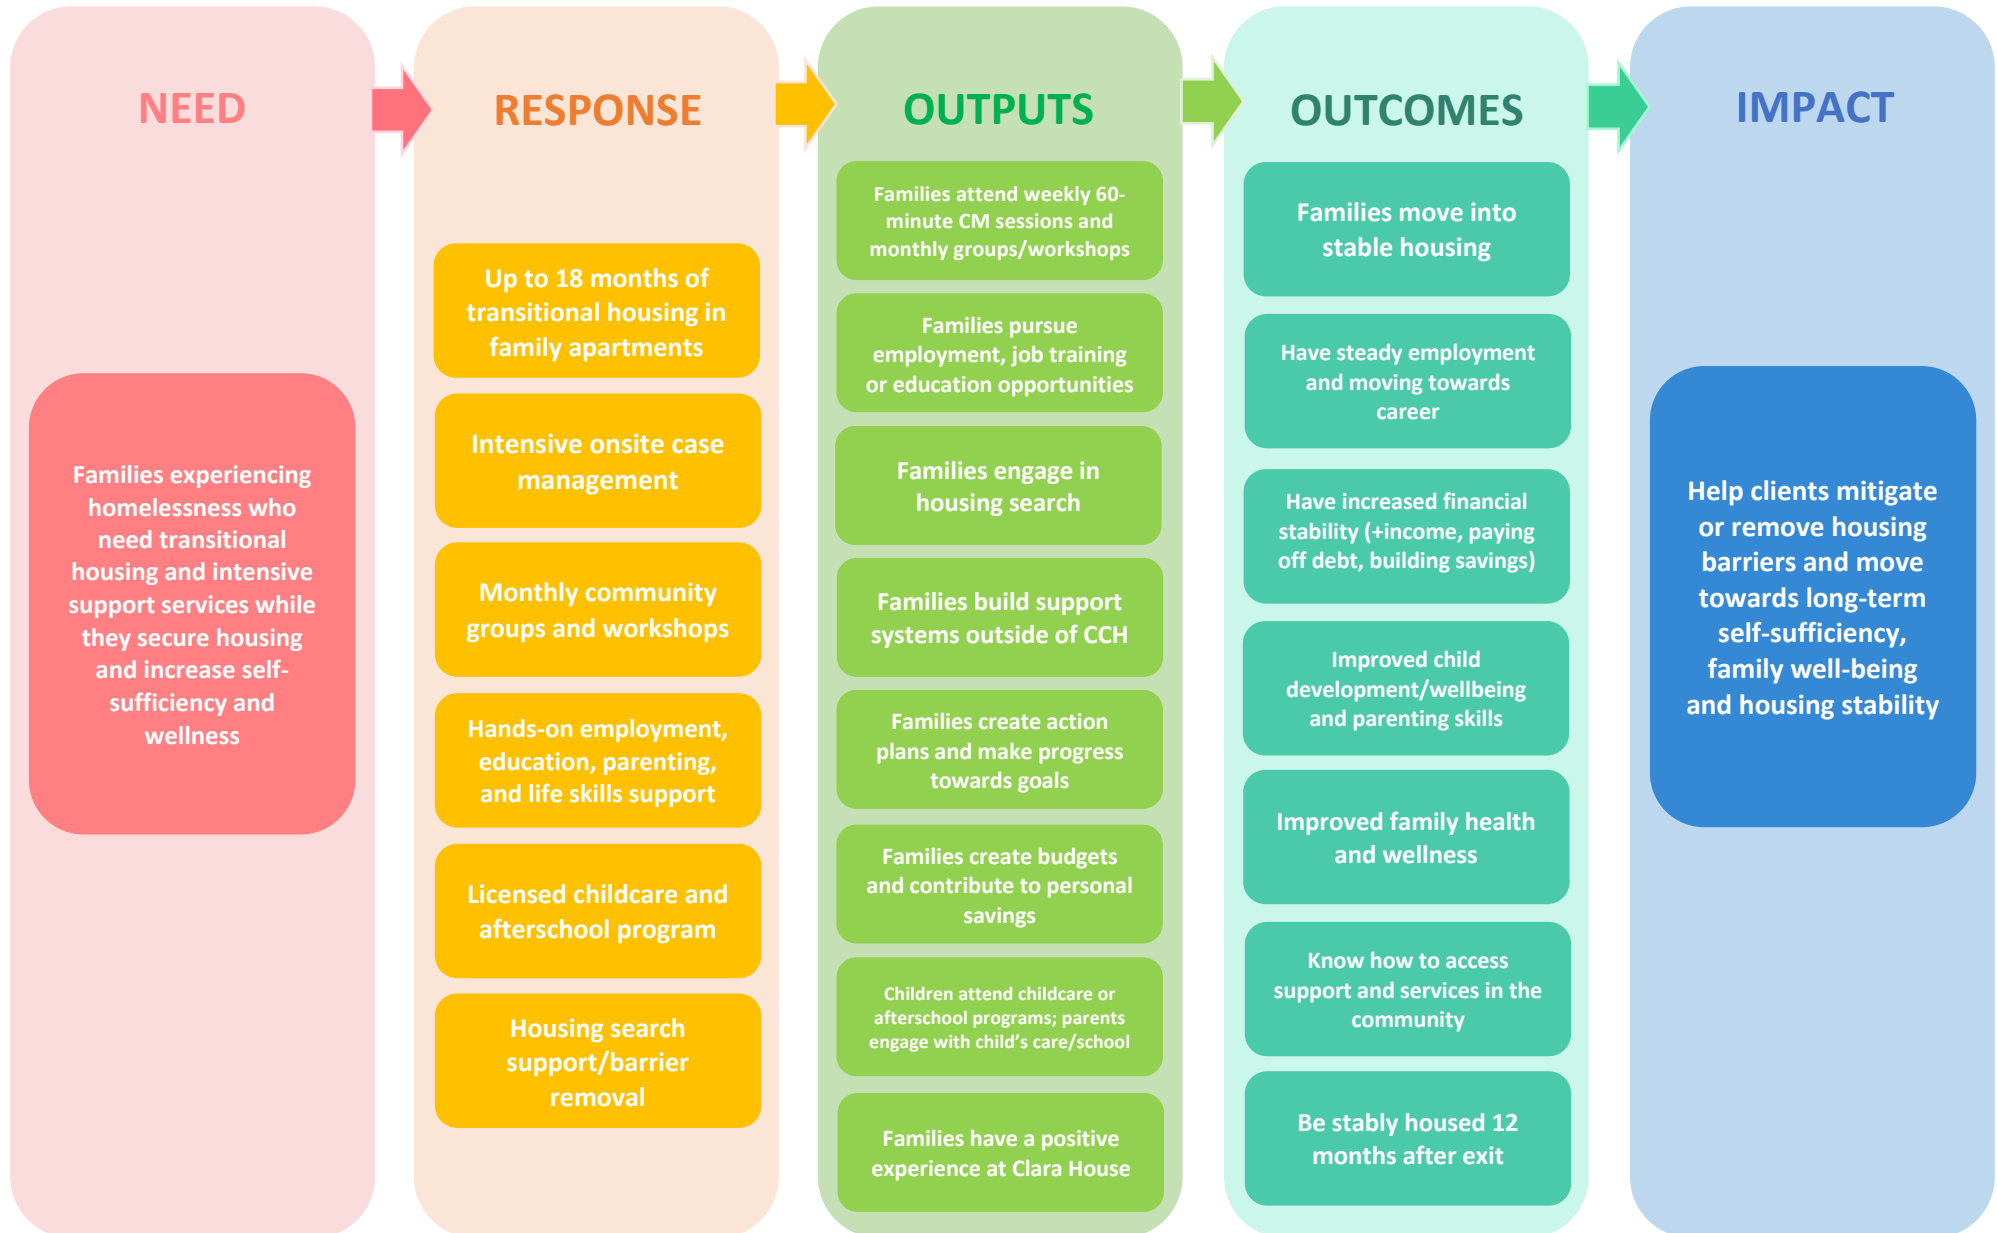 NEED
Families experiencing
homelessness who
need transitional
housing and intensive
support services while
they secure housing
and increase self-
sufficiency and
wellness
RESPONSE
Up to 18 months of
transitional housing in
family apartments
Intensive onsite case
management
Monthly community
groups and workshops
Hands-on employment,
education, parenting,
and life skills support
Licensed childcare and
afterschool program
Housing search
support/barrier
removal
OUTPUTS
Families attend weekly 60-
minute CM sessions and
monthly groups/workshops
Families pursue
employment, job training
or education opportunities
Families engage in
housing search
Families build support
systems outside of CCH
Families create action
plans and make progress
towards goals
Families create budgets
and contribute to personal
savings
Children attend childcare or
afterschool programs; parents
engage with child’s care/school
Families have a positive
experience at Clara House
OUTCOMES
Families move into
stable housing
Have steady employment
and moving towards
career
Have increased financial
stability (+income, paying
off debt, building savings)
Improved child
development/wellbeing
and parenting skills
Improved family health
and wellness
Know how to access
support and services in the
community
Be stably housed 12
months after exit
IMPACT
Help clients mitigate
or remove housing
barriers and move
towards long-term
self-sufficiency,
family well-being
and housing stability